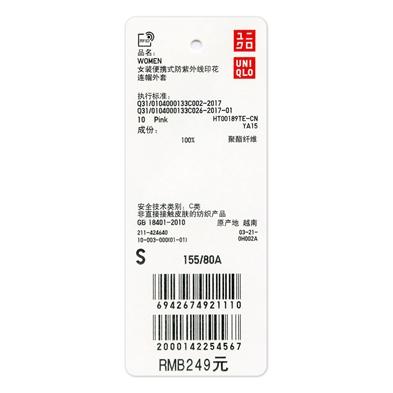 RFID
ユニ
クロ
UNI
QLO
品名:
WOMEN
女装便携式防紫外线印花
连帽外套
执行标准:
Q31/0104000133C002-2017
Q31/0104000133C026-2017-01
10 Pink HT00189TE-CN
YA15
成份:
100% 聚酯纤维
安全技术类别: C类
非直接接触皮肤的纺织产品
GB 18401-2010 原产地 越南
211-424640 03-21-
10-003-000(01-01) 0H002A
S 155/80A
6942674921110
2000142254567
RMB249元